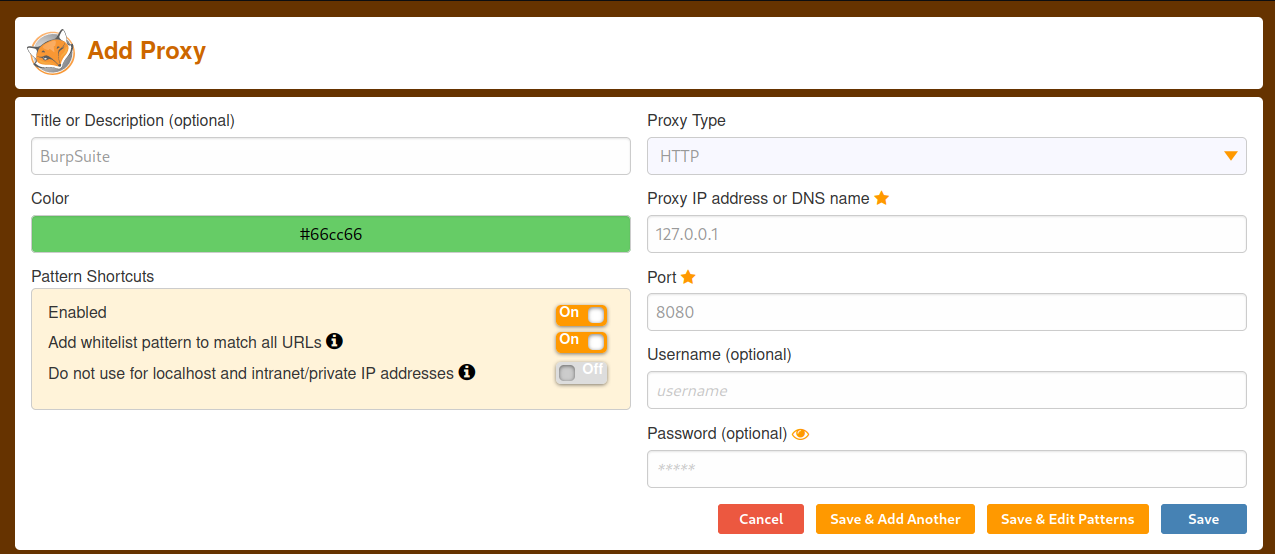 Add Proxy
Title or Description (optional)
BurpSuite
Color
#66cc66
Pattern Shortcuts
Enabled On
Add whitelist pattern to match all URLs On
Do not use for localhost and intranet/private IP addresses Off
Proxy Type
HTTP
Proxy IP address or DNS name
127.0.0.1
Port
8080
Username (optional)
username
Password (optional)
*****
Cancel Save & Add Another Save & Edit Patterns Save